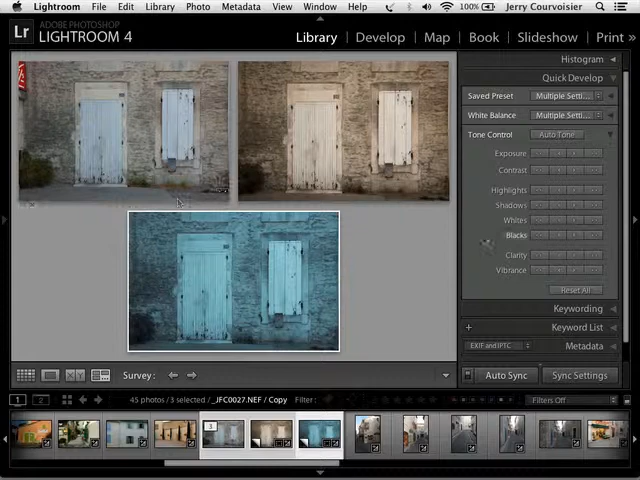 Lightroom File Edit Library Photo Metadata View Window Help 100% Jerry Courvoisier
Lr ADOBE PHOTOSHOP
LIGHTROOM 4
Library | Develop | Map | Book | Slideshow | Print »
Histogram
Quick Develop
Saved Preset Multiple Setti...
White Balance Multiple Setti...
Tone Control Auto Tone
Exposure
Contrast
Highlights
Shadows
Whites
Blacks
Clarity
Vibrance
Reset All
Keywording
+ Keyword List
EXIF and IPTC Metadata
XY Survey : Auto Sync Sync Settings
1 2 45 photos / 3 selected / _JFC0027.NEF / Copy Filter : Filters Off
3